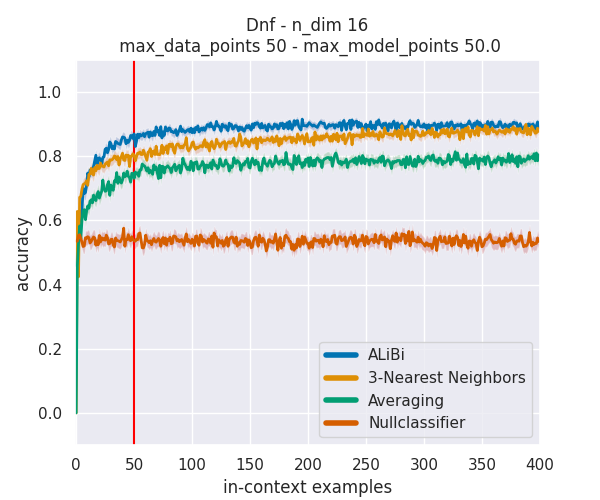 Dnf - n_dim 16
max_data_points 50 - max_model_points 50.0
accuracy
1.0
0.8
0.6
0.4
0.2
0.0
0 50 100 150 200 250 300 350 400
in-context examples
ALiBi
3-Nearest Neighbors
Averaging
Nullclassifier